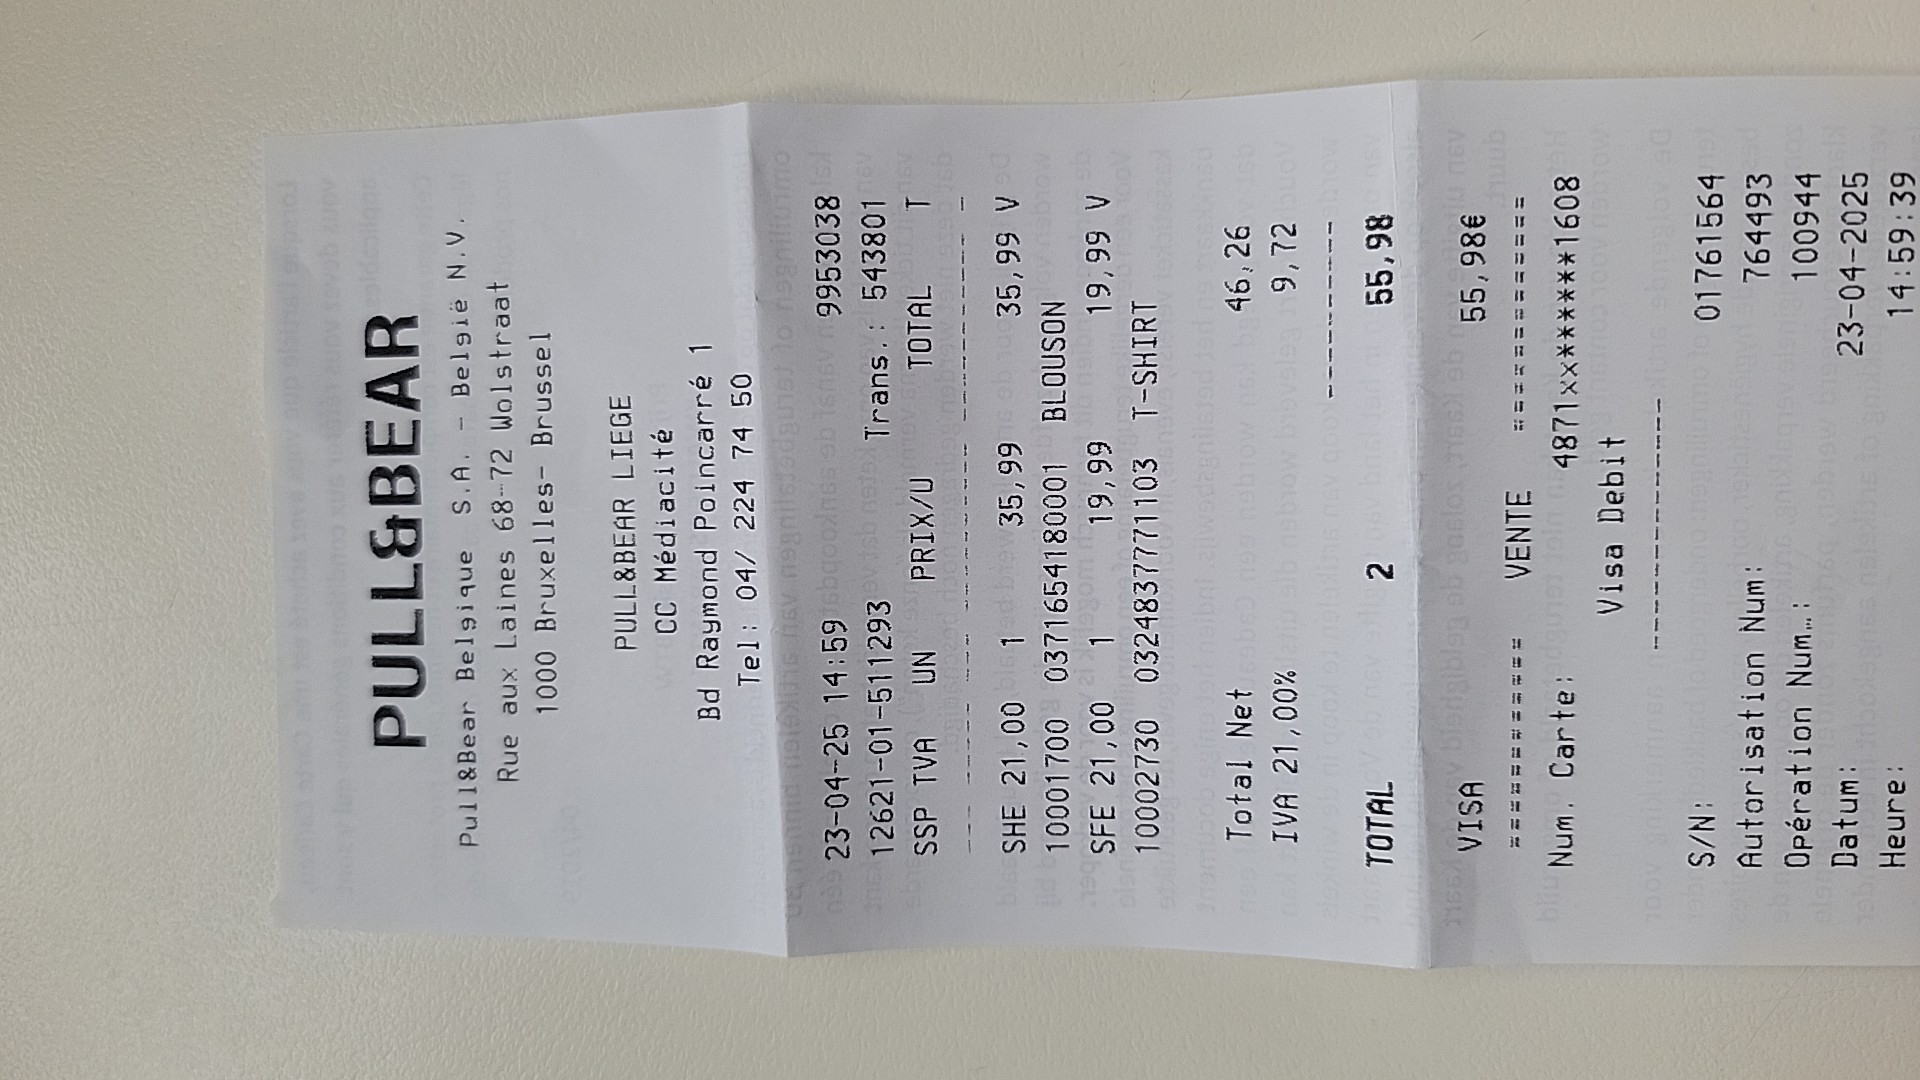 PULL&BEAR
Pull&Bear Belgique S.A. - België N.V.
Rue aux Laines 68-72 Wolstraat
1000 Bruxelles- Brussel
PULL&BEAR LIEGE
CC Médiacité
Bd Raymond Poincarré 1
Tel: 04/ 224 74 50
23-04-25 14:59 9953038
12621-01-511293 Trans.: 543801
SSP TVA UN PRIX/U TOTAL T
SHE 21,00 1 35,99 35,99 V
10001700 0371654180001 BLOUSON
SFE 21,00 1 19,99 19,99 V
10002730 0324837771103 T-SHIRT
Total Net 46,26
IVA 21,00% 9,72
------------
TOTAL 2 55,98
VISA 55,98€
============ VENTE ============
Num. Carte: 4871xx******1608
Visa Debit
-----------------
S/N: 01761564
Autorisation Num: 764493
Opération Num.: 100944
Datum: 23-04-2025
Heure: 14:59:39